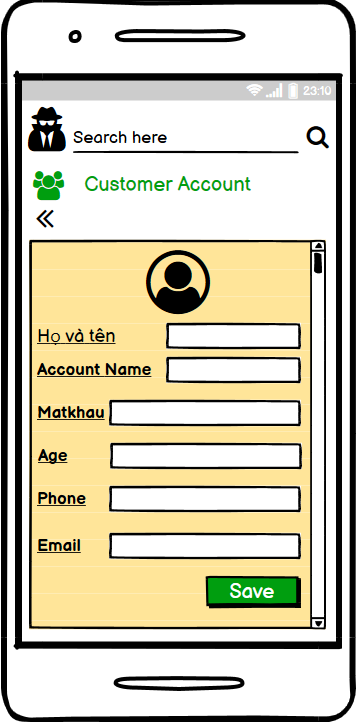 23:10
Search here
Customer Account
Họ và tên
Account Name
Matkhau
Age
Phone
Email
Save